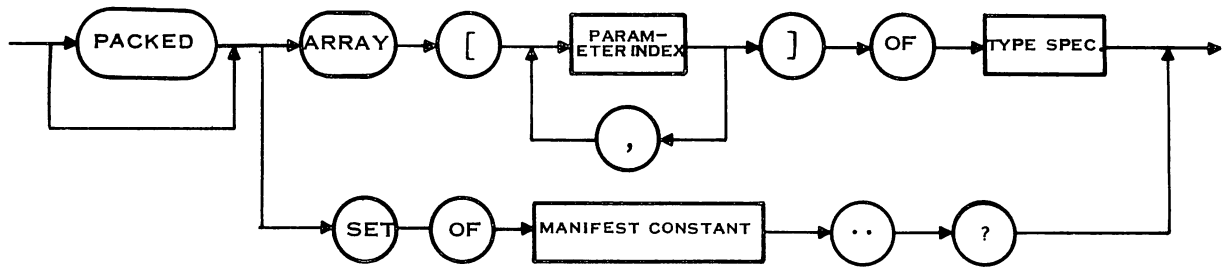 PACKED ARRAY [ PARAM- ] OF TYPE SPEC.
ETER INDEX
,
SET OF MANIFEST CONSTANT .. ?